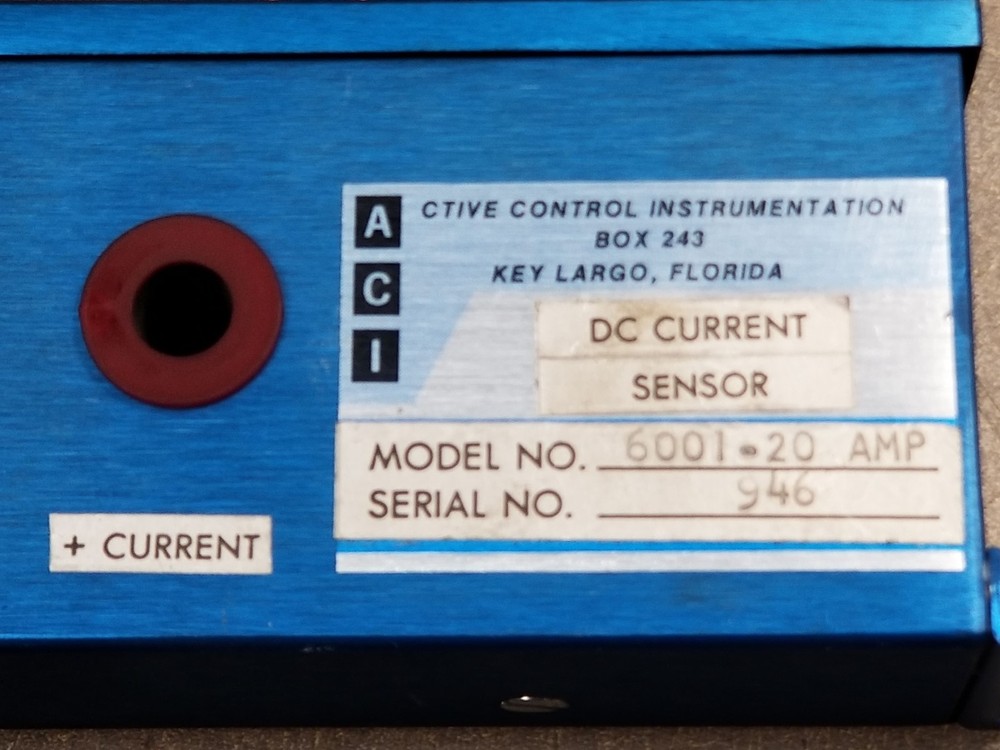 ACTIVE CONTROL INSTRUMENTATION
BOX 243
C KEY LARGO, FLORIDA
I
DC CURRENT
SENSOR
MODEL NO. 6001-20 AMP
SERIAL NO. 946
+ CURRENT